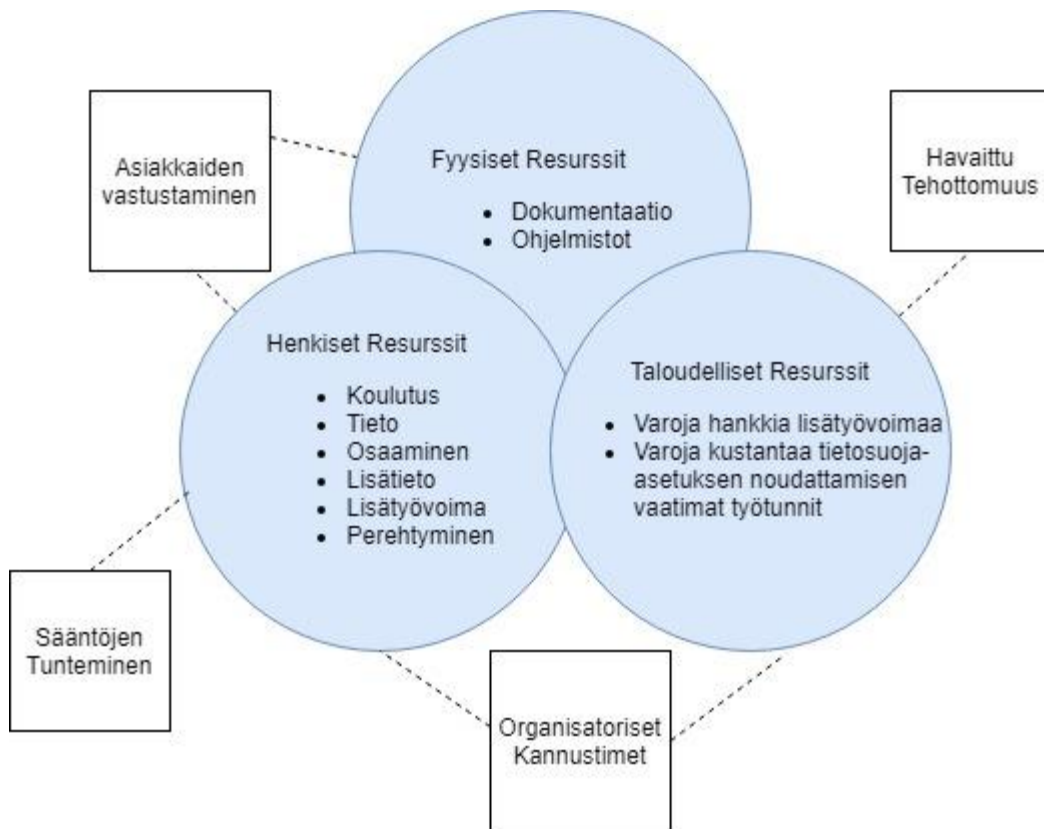 Fyysiset Resurssit
Dokumentaatio
Ohjelmistot
Asiakkaiden
vastustaminen
Havaittu
Tehottomuus
Henkiset Resurssit
Koulutus
Tieto
Osaaminen
Lisätieto
Lisätyövoima
Perehtyminen
Taloudelliset Resurssit
Varoja hankkia lisätyövoimaa
Varoja kustantaa tietosuoja-
asetuksen noudattamisen
vaatimat työtunnit
Sääntöjen
Tunteminen
Organisatoriset
Kannustimet